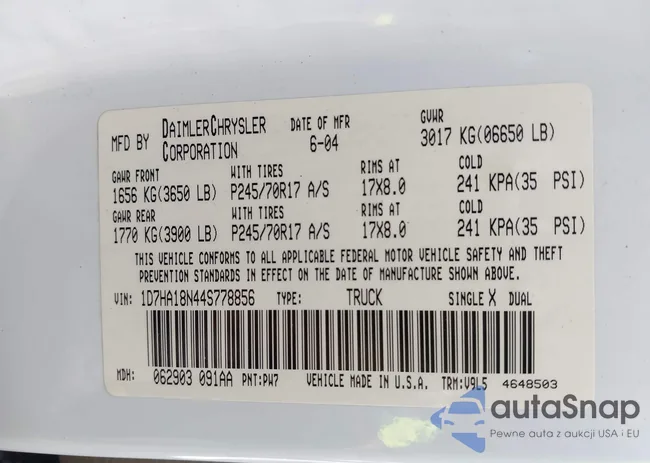 MFD BY DAIMLERCHRYSLER CORPORATION DATE OF MFR 6-04 GVWR 3017 KG(06650 LB)
GAWR FRONT WITH TIRES RIMS AT COLD
1656 KG(3650 LB) P245/70R17 A/S 17X8.0 241 KPA(35 PSI)
GAWR REAR WITH TIRES RIMS AT COLD
1770 KG(3900 LB) P245/70R17 A/S 17X8.0 241 KPA(35 PSI)
THIS VEHICLE CONFORMS TO ALL APPLICABLE FEDERAL MOTOR VEHICLE SAFETY AND THEFT
PREVENTION STANDARDS IN EFFECT ON THE DATE OF MANUFACTURE SHOWN ABOVE.
VIN: 1D7HA18N44S778856 TYPE: TRUCK SINGLE X DUAL
MDH: 062903 091AA PNT:PW7 VEHICLE MADE IN U.S.A. TRM:V9L5 4648503
autaSnap
Pewne auta z aukcji USA i EU